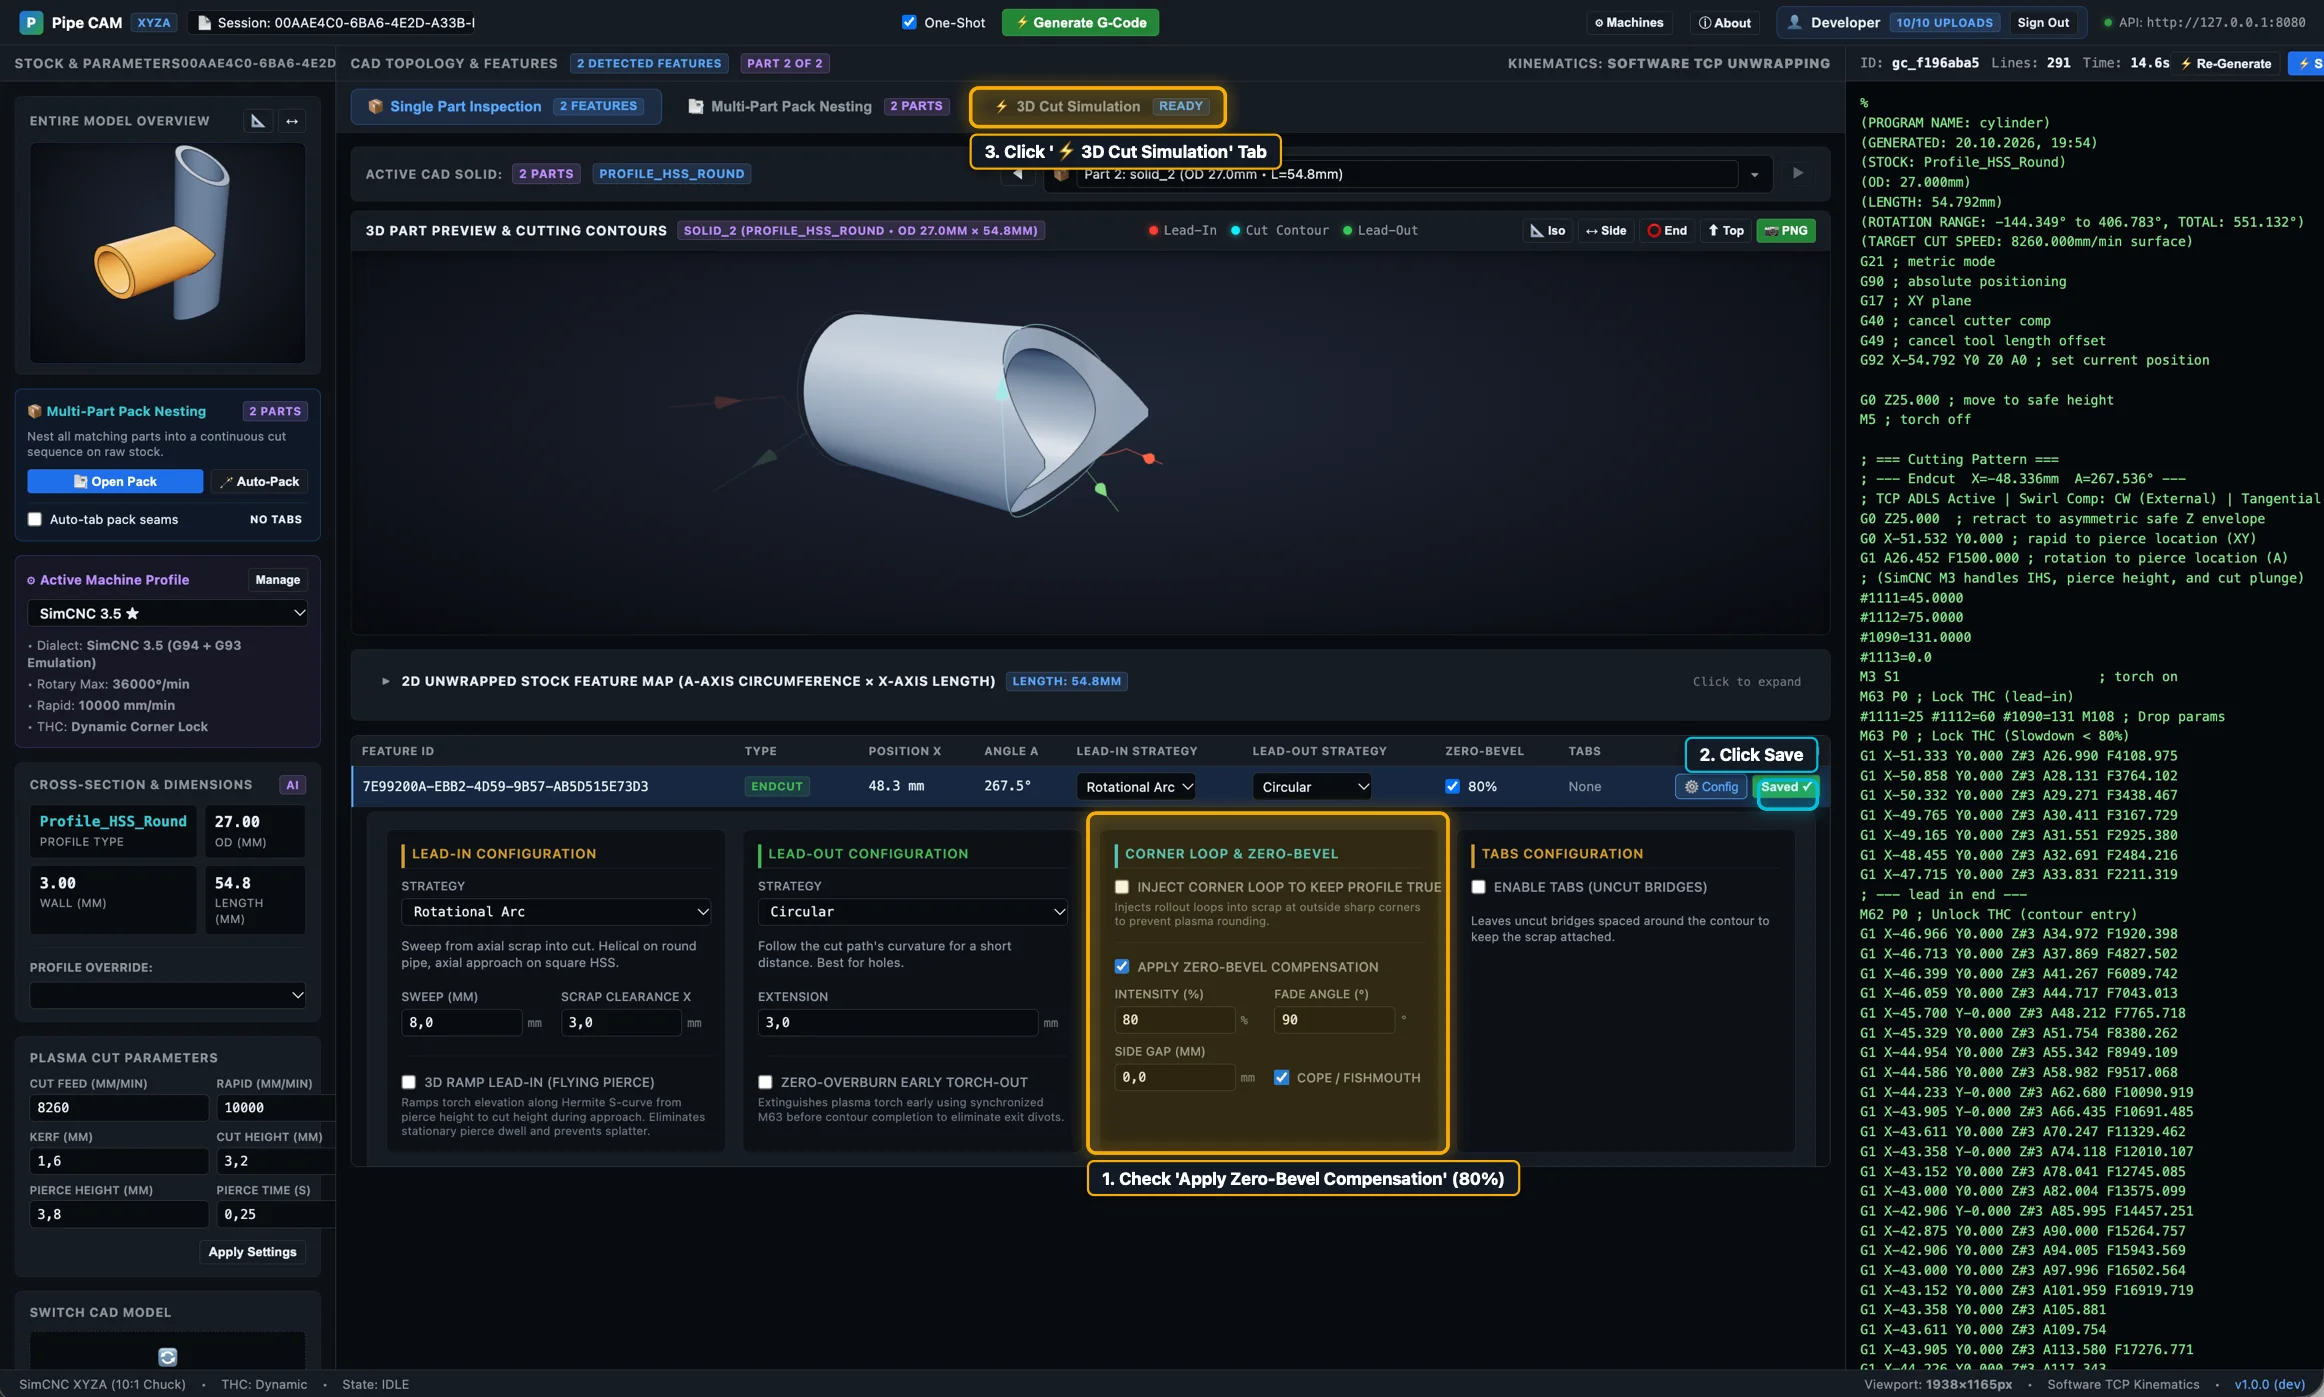 P Pipe CAM XYZA Session: 00AAE4C0-6BA6-4E2D-A33B- One-Shot ⚡ Generate G-Code Machines About Developer 10/10 UPLOADS Sign Out API: http://127.0.0.1:8080
STOCK & PARAMETERS00AAE4C0-6BA6-4E2D
ENTIRE MODEL OVERVIEW
Multi-Part Pack Nesting 2 PARTS
Nest all matching parts into a continuous cut
sequence on raw stock.
Open Pack Auto-Pack
Auto-tab pack seams NO TABS
Active Machine Profile Manage
SimCNC 3.5 ★
• Dialect: SimCNC 3.5 (G94 + G93
Emulation)
• Rotary Max: 36000°/min
• Rapid: 10000 mm/min
• THC: Dynamic Corner Lock
CROSS-SECTION & DIMENSIONS AI
Profile_HSS_Round 27.00
PROFILE TYPE OD (MM)
3.00 54.8
WALL (MM) LENGTH
(MM)
PROFILE OVERRIDE:
PLASMA CUT PARAMETERS
CUT FEED (MM/MIN) RAPID (MM/MIN)
8260 10000
KERF (MM) CUT HEIGHT (MM)
1,6 3,2
PIERCE HEIGHT (MM) PIERCE TIME (S)
3,8 0,25
Apply Settings
SWITCH CAD MODEL
CAD TOPOLOGY & FEATURES 2 DETECTED FEATURES PART 2 OF 2 KINEMATICS: SOFTWARE TCP UNWRAPPING
Single Part Inspection 2 FEATURES Multi-Part Pack Nesting 2 PARTS ⚡ 3D Cut Simulation READY
3. Click '⚡ 3D Cut Simulation' Tab
ACTIVE CAD SOLID: 2 PARTS PROFILE_HSS_ROUND ◀ Part 2: solid_2 (OD 27.0mm • L=54.8mm) ▶
3D PART PREVIEW & CUTTING CONTOURS SOLID_2 (PROFILE_HSS_ROUND • OD 27.0MM × 54.8MM) Lead-In Cut Contour Lead-Out Iso ↔ Side End Top PNG
▶ 2D UNWRAPPED STOCK FEATURE MAP (A-AXIS CIRCUMFERENCE × X-AXIS LENGTH) LENGTH: 54.8MM Click to expand
FEATURE ID TYPE POSITION X ANGLE A LEAD-IN STRATEGY LEAD-OUT STRATEGY ZERO-BEVEL TABS
2. Click Save
7E99200A-EBB2-4D59-9B57-AB5D515E73D3 ENDCUT 48.3 mm 267.5° Rotational Arc Circular 80% None Config Saved ✓
LEAD-IN CONFIGURATION
STRATEGY
Rotational Arc
Sweep from axial scrap into cut. Helical on round
pipe, axial approach on square HSS.
SWEEP (MM) SCRAP CLEARANCE X
8,0 mm 3,0 mm
3D RAMP LEAD-IN (FLYING PIERCE)
Ramps torch elevation along Hermite S-curve from
pierce height to cut height during approach. Eliminates
stationary pierce dwell and prevents splatter.
LEAD-OUT CONFIGURATION
STRATEGY
Circular
Follow the cut path's curvature for a short
distance. Best for holes.
EXTENSION
3,0 mm
ZERO-OVERBURN EARLY TORCH-OUT
Extinguishes plasma torch early using synchronized
M63 before contour completion to eliminate exit divots.
CORNER LOOP & ZERO-BEVEL
INJECT CORNER LOOP TO KEEP PROFILE TRUE
Injects rollout loops into scrap at outside sharp corners
to prevent plasma rounding.
APPLY ZERO-BEVEL COMPENSATION
INTENSITY (%) FADE ANGLE (°)
80 % 90 °
SIDE GAP (MM)
0,0 mm COPE / FISHMOUTH
TABS CONFIGURATION
ENABLE TABS (UNCUT BRIDGES)
Leaves uncut bridges spaced around the contour to
keep the scrap attached.
1. Check 'Apply Zero-Bevel Compensation' (80%)
ID: gc_f196aba5 Lines: 291 Time: 14.6s ⚡ Re-Generate ⚡ S
%
(PROGRAM NAME: cylinder)
(GENERATED: 20.10.2026, 19:54)
(STOCK: Profile_HSS_Round)
(OD: 27.000mm)
(LENGTH: 54.792mm)
(ROTATION RANGE: -144.349° to 406.783°, TOTAL: 551.132°)
(TARGET CUT SPEED: 8260.000mm/min surface)
G21 ; metric mode
G90 ; absolute positioning
G17 ; XY plane
G40 ; cancel cutter comp
G49 ; cancel tool length offset
G92 X-54.792 Y0 Z0 A0 ; set current position
G0 Z25.000 ; move to safe height
M5 ; torch off
; === Cutting Pattern ===
; --- Endcut X=-48.336mm A=267.536° ---
; TCP ADLS Active | Swirl Comp: CW (External) | Tangential
G0 Z25.000 ; retract to asymmetric safe Z envelope
G0 X-51.532 Y0.000 ; rapid to pierce location (XY)
G1 A26.452 F1500.000 ; rotation to pierce location (A)
; (SimCNC M3 handles IHS, pierce height, and cut plunge)
#1111=45.0000
#1112=75.0000
#1090=131.0000
#1113=0.0
M3 S1 ; torch on
M63 P0 ; Lock THC (lead-in)
#1111=25 #1112=60 #1090=131 M108 ; Drop params
M63 P0 ; Lock THC (Slowdown < 80%)
G1 X-51.333 Y0.000 Z#3 A26.990 F4108.975
G1 X-50.858 Y0.000 Z#3 A28.131 F3764.102
G1 X-50.332 Y0.000 Z#3 A29.271 F3438.467
G1 X-49.765 Y0.000 Z#3 A30.411 F3167.729
G1 X-49.165 Y0.000 Z#3 A31.551 F2925.380
G1 X-48.455 Y0.000 Z#3 A32.691 F2484.216
G1 X-47.715 Y0.000 Z#3 A33.831 F2211.319
; --- lead in end ---
M62 P0 ; Unlock THC (contour entry)
G1 X-46.966 Y0.000 Z#3 A34.972 F1920.398
G1 X-46.713 Y0.000 Z#3 A37.869 F4827.502
G1 X-46.399 Y0.000 Z#3 A41.267 F6089.742
G1 X-46.059 Y0.000 Z#3 A44.717 F7043.013
G1 X-45.700 Y-0.000 Z#3 A48.212 F7765.718
G1 X-45.329 Y0.000 Z#3 A51.754 F8380.262
G1 X-44.954 Y0.000 Z#3 A55.342 F8949.109
G1 X-44.586 Y0.000 Z#3 A58.982 F9517.068
G1 X-44.233 Y-0.000 Z#3 A62.680 F10090.919
G1 X-43.905 Y-0.000 Z#3 A66.435 F10691.485
G1 X-43.611 Y0.000 Z#3 A70.247 F11329.462
G1 X-43.358 Y-0.000 Z#3 A74.118 F12010.107
G1 X-43.152 Y0.000 Z#3 A78.041 F12745.085
G1 X-43.000 Y0.000 Z#3 A82.004 F13575.099
G1 X-42.906 Y-0.000 Z#3 A85.995 F14457.251
G1 X-42.875 Y0.000 Z#3 A90.000 F15264.757
G1 X-42.906 Y0.000 Z#3 A94.005 F15943.569
G1 X-43.000 Y0.000 Z#3 A97.996 F16502.564
G1 X-43.152 Y0.000 Z#3 A101.959 F16919.719
G1 X-43.358 Y0.000 Z#3 A105.881
G1 X-43.611 Y0.000 Z#3 A109.754
G1 X-43.905 Y0.000 Z#3 A113.580 F17276.771
G1 X-44.226 Y0.000 Z#3 A117.343
SimCNC XYZA (10:1 Chuck) • THC: Dynamic • State: IDLE Viewport: 1938×1165px • Software TCP Kinematics • v1.0.0 (dev)